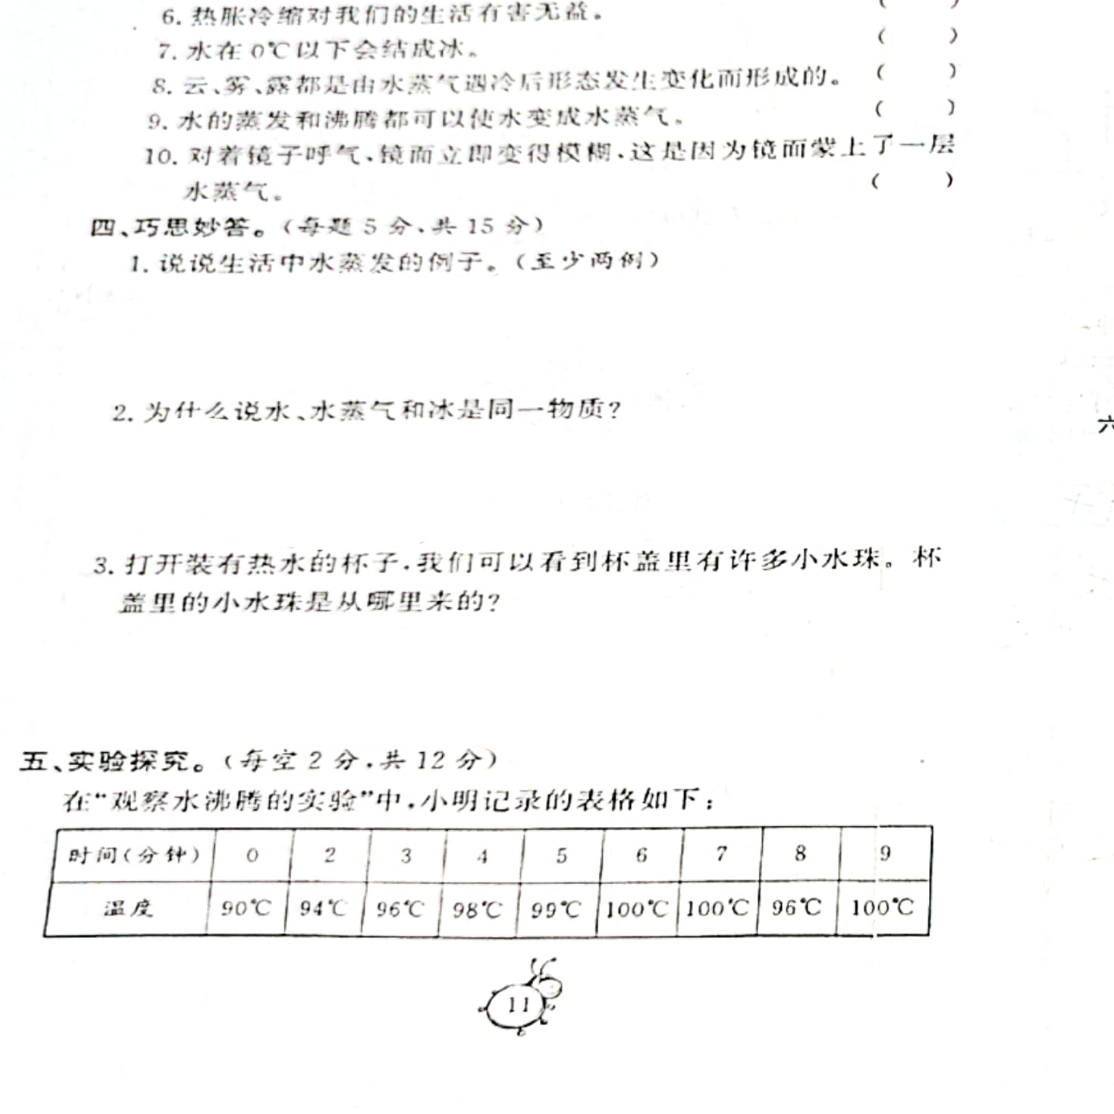 6. 热胀冷缩对我们的生活有害无益。
7. 水在 0℃以下会结成冰。 ( )
8. 云、雾、露都是由水蒸气遇冷后形态发生变化而形成的。 ( )
9. 水的蒸发和沸腾都可以使水变成水蒸气。 ( )
10. 对着镜子呼气,镜面立即变得模糊,这是因为镜面蒙上了一层
水蒸气。 ( )
四、巧思妙答。(每题 5 分,共 15 分)
1. 说说生活中水蒸发的例子。(至少两例)
2. 为什么说水、水蒸气和冰是同一物质?
六
3. 打开装有热水的杯子,我们可以看到杯盖里有许多小水珠。杯
盖里的小水珠是从哪里来的?
五、实验探究。(每空 2 分,共 12 分)
在“观察水沸腾的实验”中,小明记录的表格如下:
时间(分钟) 0 2 3 4 5 6 7 8 9
温度 90℃ 94℃ 96℃ 98℃ 99℃ 100℃ 100℃ 96℃ 100℃
11